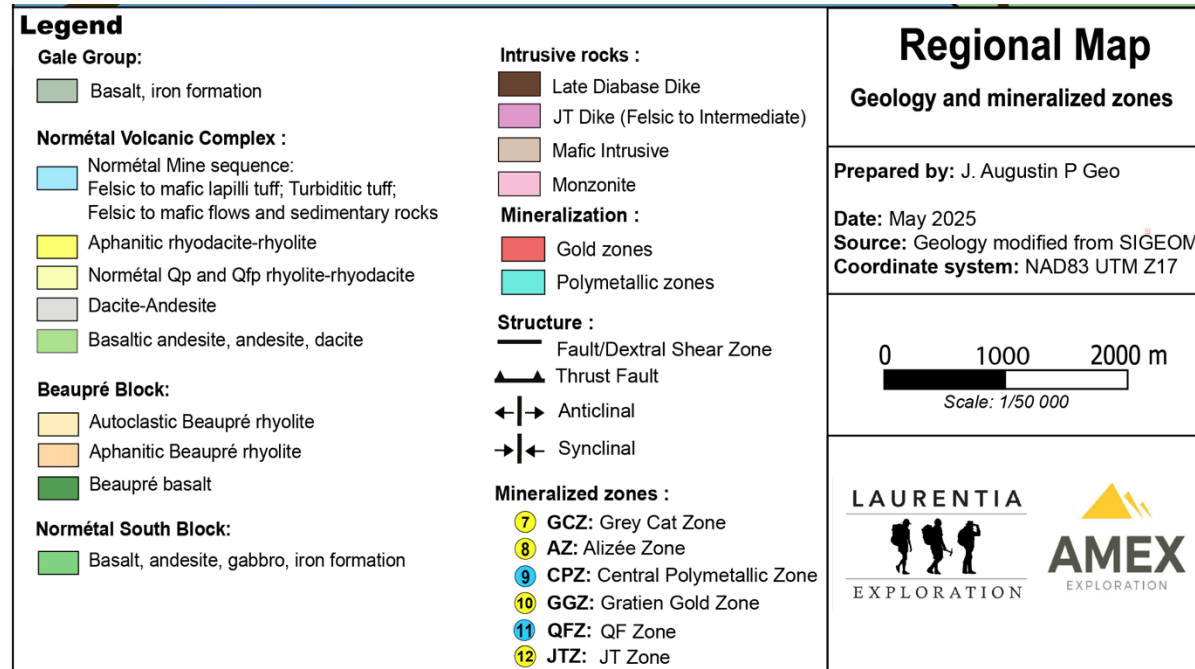 Legend
Gale Group:
Basalt, iron formation
Normétal Volcanic Complex :
Normétal Mine sequence:
Felsic to mafic lapilli tuff; Turbiditic tuff;
Felsic to mafic flows and sedimentary rocks
Aphanitic rhyodacite-rhyolite
Normétal Qp and Qfp rhyolite-rhyodacite
Dacite-Andesite
Basaltic andesite, andesite, dacite
Beaupré Block:
Autoclastic Beaupré rhyolite
Aphanitic Beaupré rhyolite
Beaupré basalt
Normétal South Block:
Basalt, andesite, gabbro, iron formation
Intrusive rocks :
Late Diabase Dike
JT Dike (Felsic to Intermediate)
Mafic Intrusive
Monzonite
Mineralization :
Gold zones
Polymetallic zones
Structure :
Fault/Dextral Shear Zone
Thrust Fault
Anticlinal
Synclinal
Mineralized zones :
7 GCZ: Grey Cat Zone
8 AZ: Alizée Zone
9 CPZ: Central Polymetallic Zone
10 GGZ: Gratien Gold Zone
11 QFZ: QF Zone
12 JTZ: JT Zone
Regional Map
Geology and mineralized zones
Prepared by: J. Augustin P Geo
Date: May 2025
Source: Geology modified from SIGEOM
Coordinate system: NAD83 UTM Z17
0 1000 2000 m
Scale: 1/50 000
LAURENTIA
EXPLORATION
AMEX
EXPLORATION